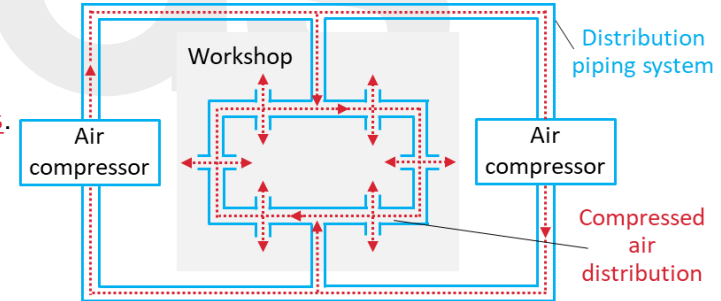 Workshop
Distribution
piping system
s.
Air
compressor
Air
compressor
Compressed
air
distribution